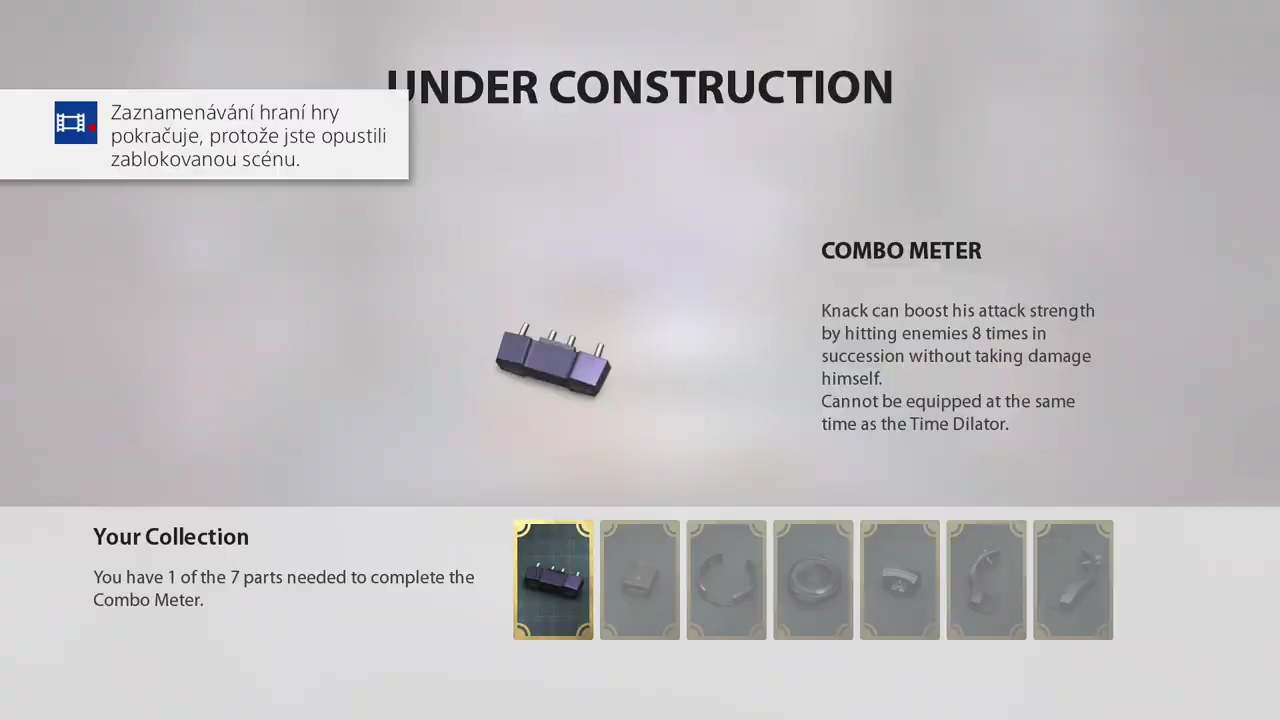 UNDER CONSTRUCTION
Zaznamenávání hraní hry
pokračuje, protože jste opustili
zablokovanou scénu.
COMBO METER
Knack can boost his attack strength
by hitting enemies 8 times in
succession without taking damage
himself.
Cannot be equipped at the same
time as the Time Dilator.
Your Collection
You have 1 of the 7 parts needed to complete the
Combo Meter.